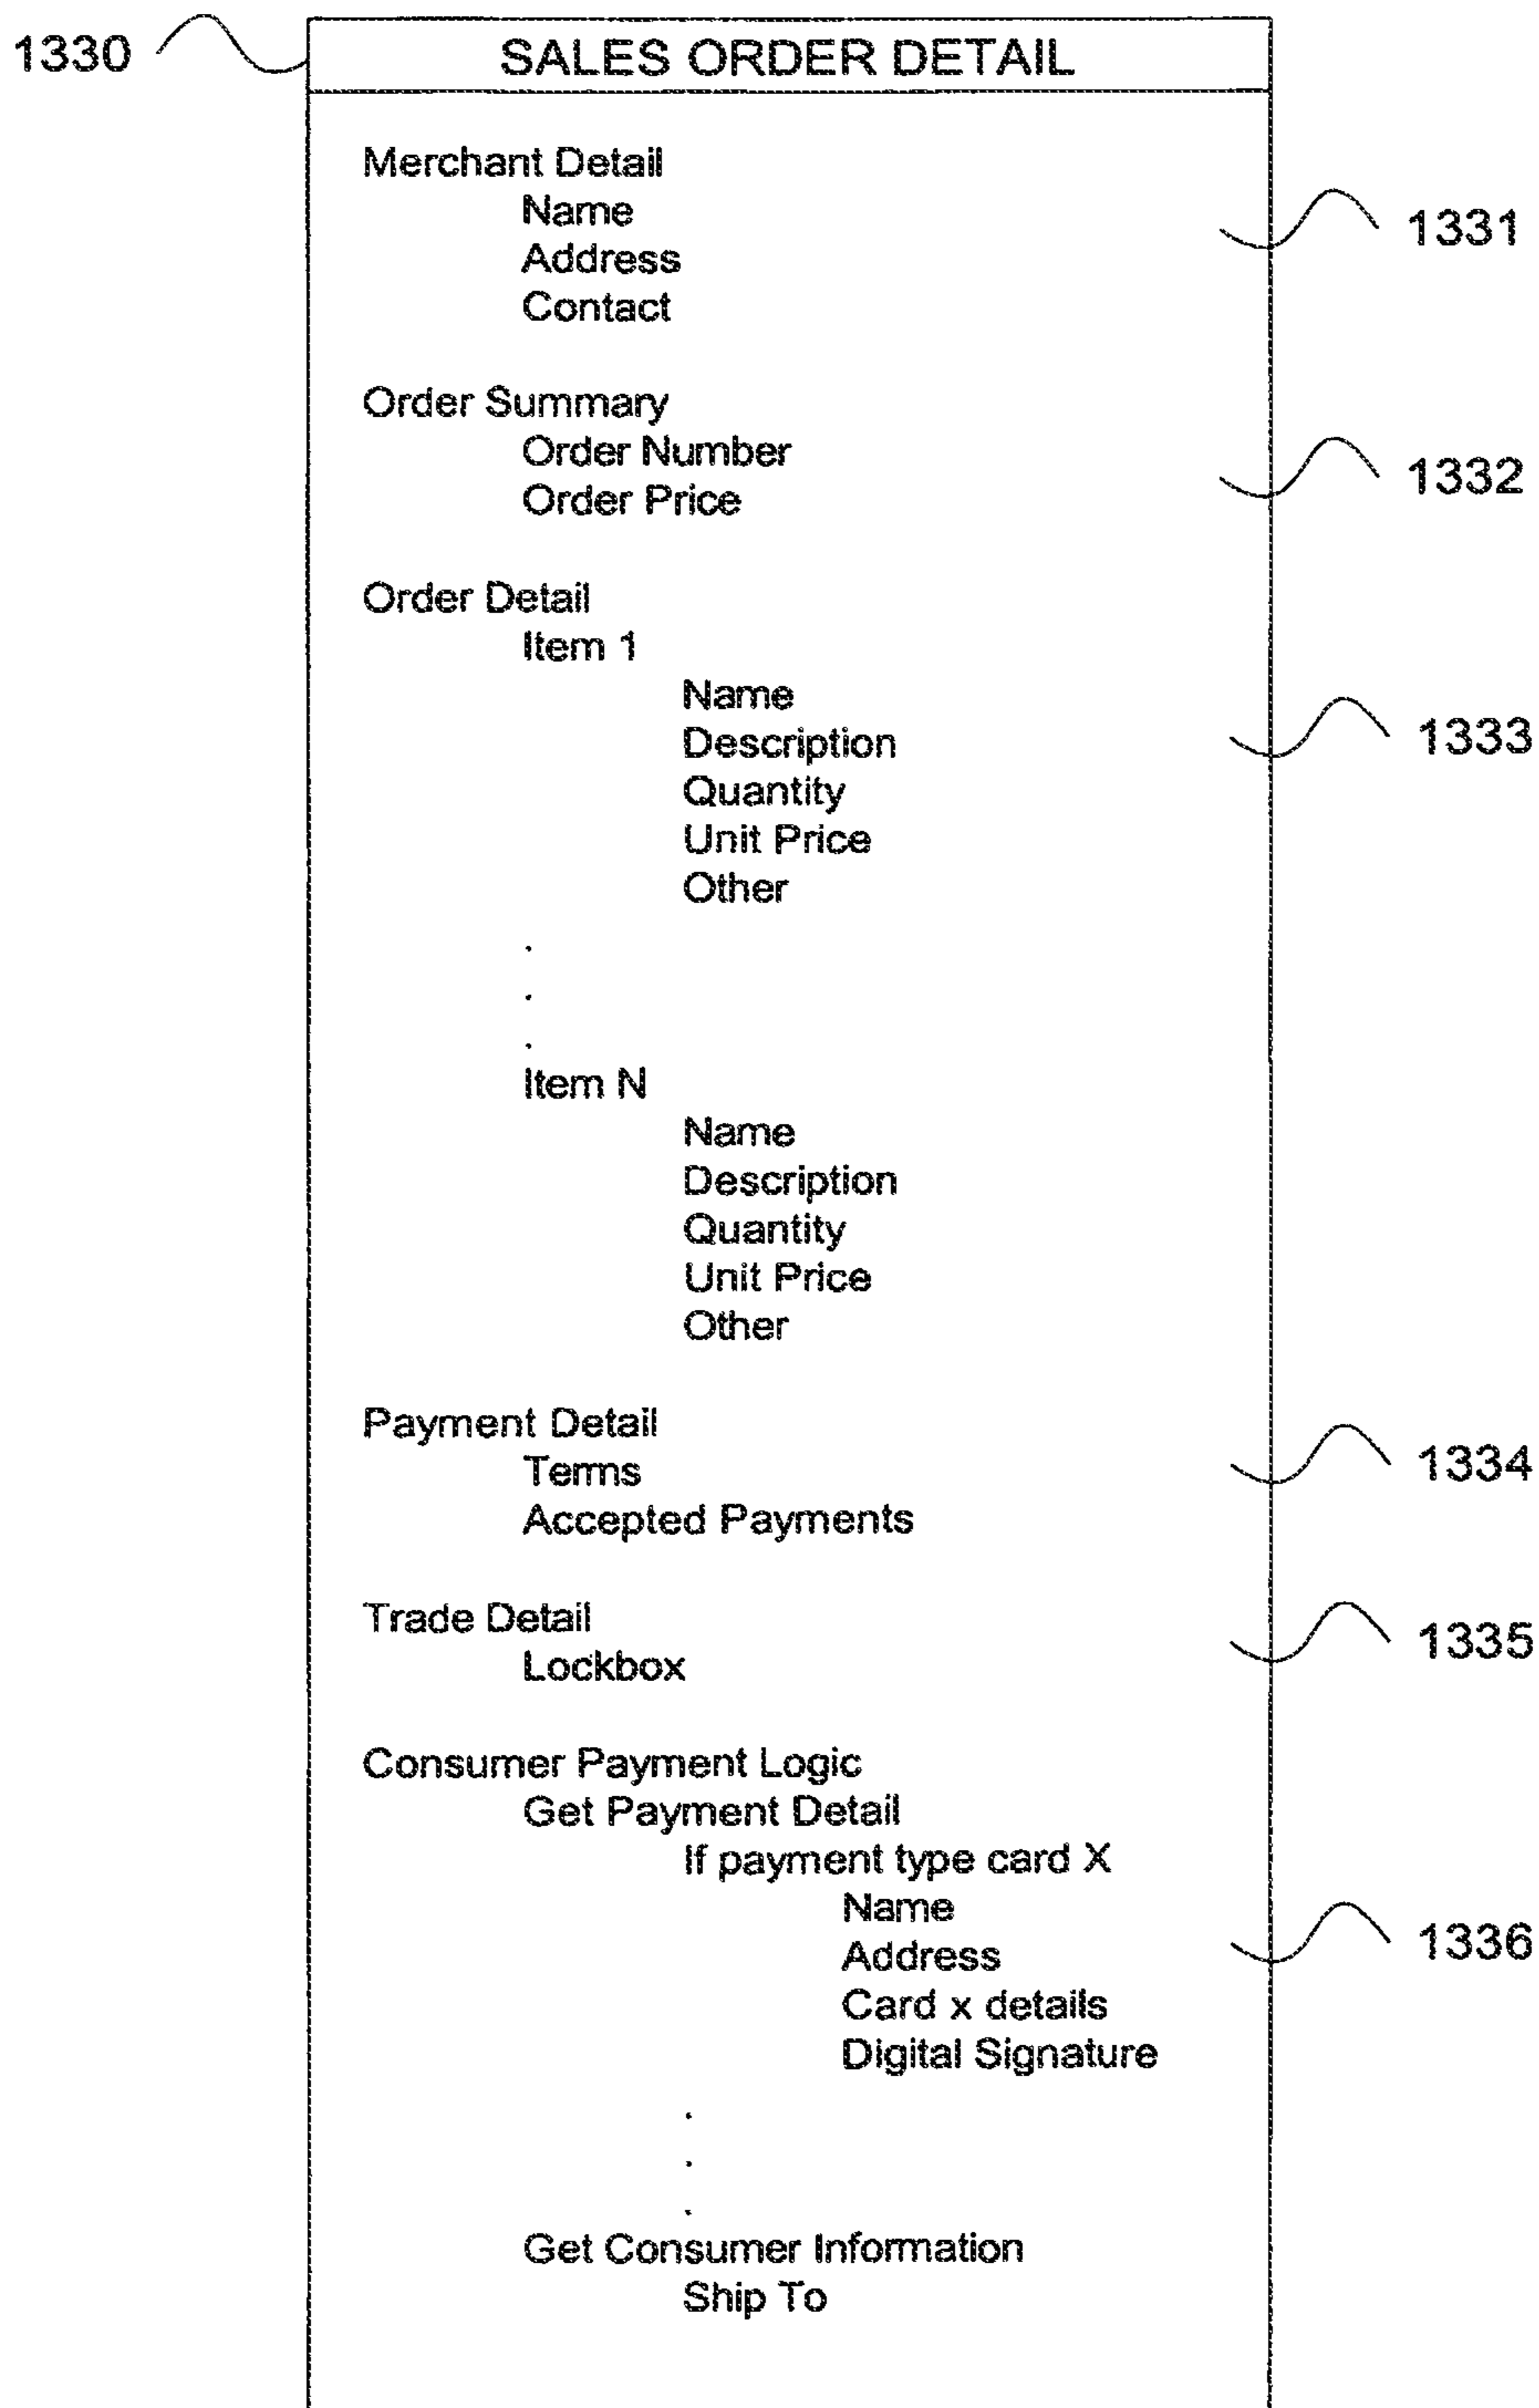 1330
SALES ORDER DETAIL
Merchant Detail
Name
1331
Address
Contact
Order Summary
Order Number
1332
Order Price
Order Detail
Item 1
Name
Description
1333
Quantity
Unit Price
Other
.
.
.
Item N
Name
Description
Quantity
Unit Price
Other
Payment Detail
Terms
1334
Accepted Payments
Trade Detail
1335
Lockbox
Consumer Payment Logic
Get Payment Detail
If payment type card X
Name
Address
1336
Card x details
Digital Signature
.
.
.
Get Consumer Information
Ship To